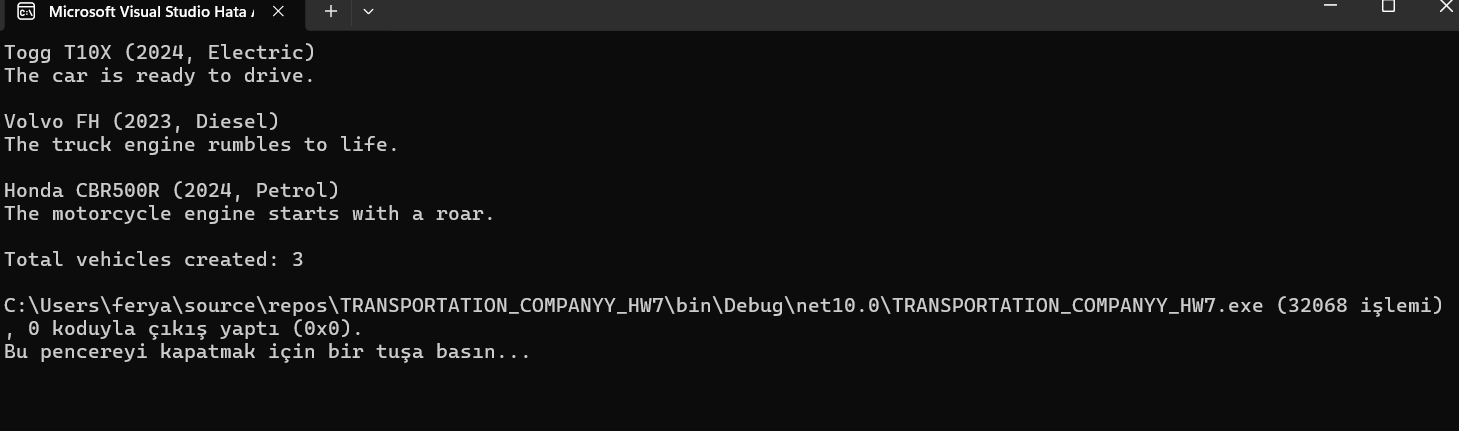 Microsoft Visual Studio Hata
Togg T10X (2024, Electric)
The car is ready to drive.
Volvo FH (2023, Diesel)
The truck engine rumbles to life.
Honda CBR500R (2024, Petrol)
The motorcycle engine starts with a roar.
Total vehicles created: 3
C:\Users\ferya\source\repos\TRANSPORTATION_COMPANYY_HW7\bin\Debug\net10.0\TRANSPORTATION_COMPANYY_HW7.exe (32068 işlemi)
, 0 koduyla çıkış yaptı (0x0).
Bu pencereyi kapatmak için bir tuşa basın...